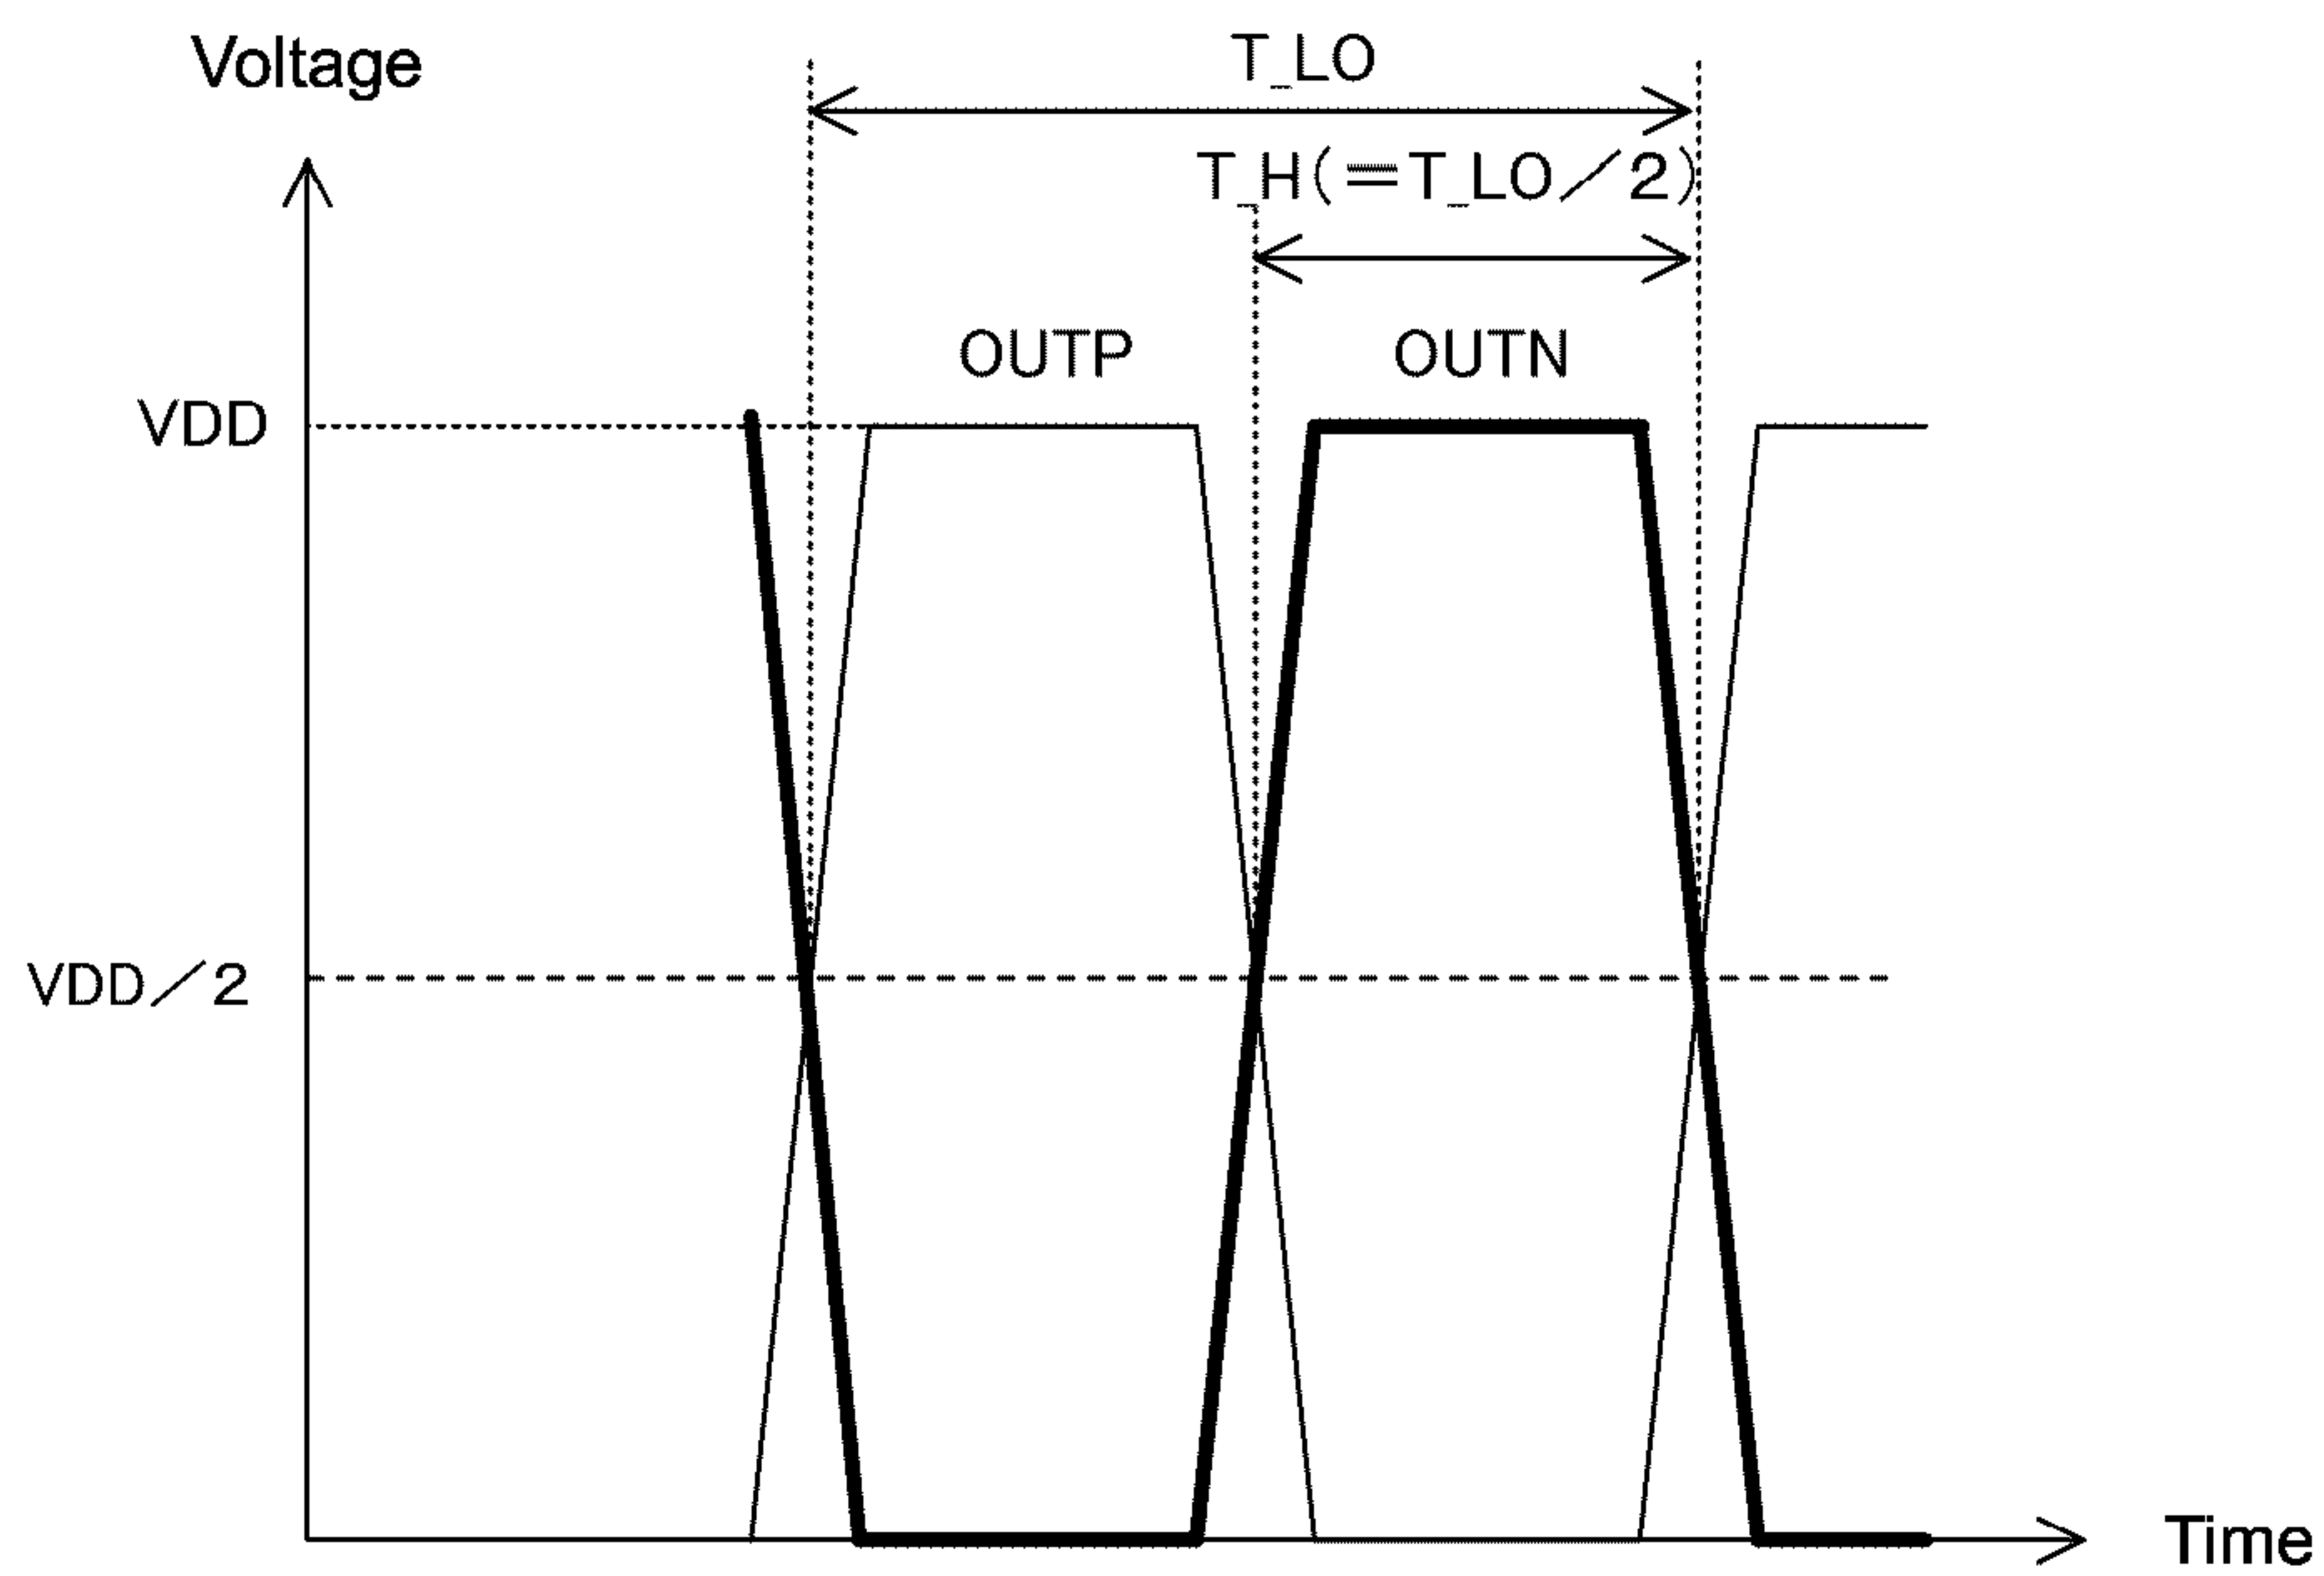 Voltage
T_LO
T_H(=T_LO/2)
OUTP
OUTN
VDD
VDD/2
Time